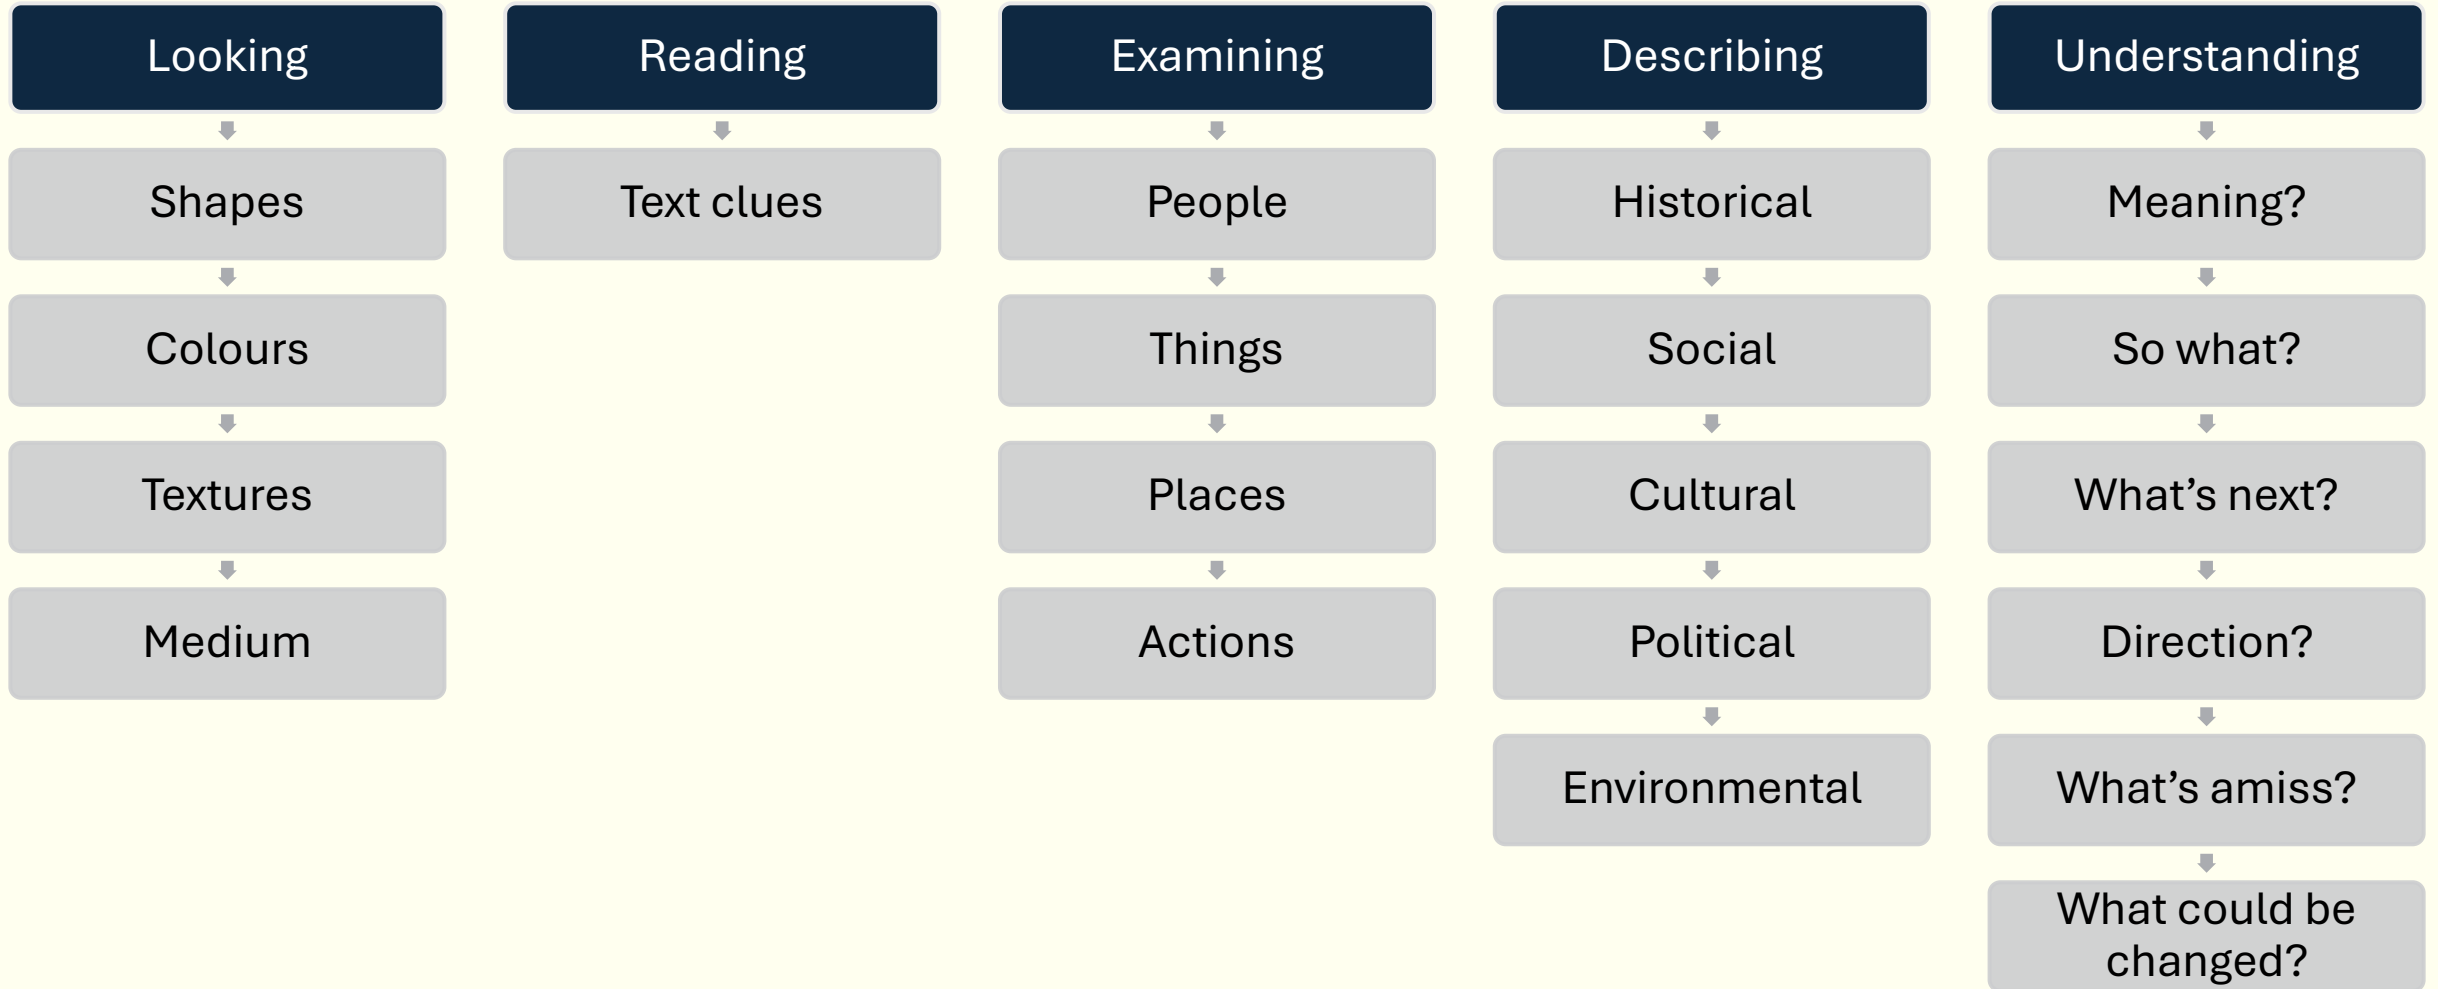 Looking
Shapes
Colours
Textures
Medium
Reading
Text clues
Examining
People
Things
Places
Actions
Describing
Historical
Social
Cultural
Political
Environmental
Understanding
Meaning?
So what?
What’s next?
Direction?
What’s amiss?
What could be
changed?